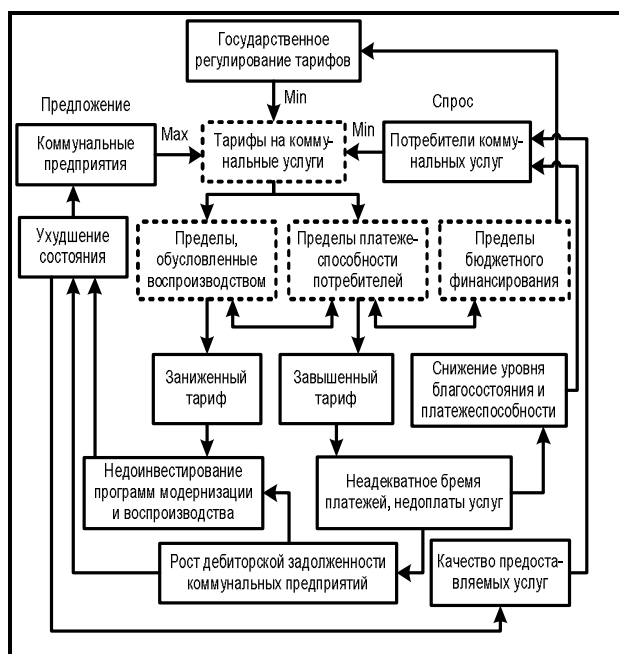 Государственное
регулирование тарифов
Предложение
Min
Спрос
Коммунальные
предприятия
Max
Тарифы на комму-
нальные услуги
Min
Потребители комму-
нальных услуг
Ухудшение
состояния
Пределы,
обусловленные
воспроизводством
Пределы платеже-
способности
потребителей
Пределы
бюджетного
финансирования
Заниженный
тариф
Завышенный
тариф
Снижение уровня
благосостояния и
платежеспособности
Недоинвестирование
программ модернизации
и воспроизводства
Неадекватное бремя
платежей, недоплаты услуг
Рост дебиторской задолженности
коммунальных предприятий
Качество предостa-
вляемых услуг